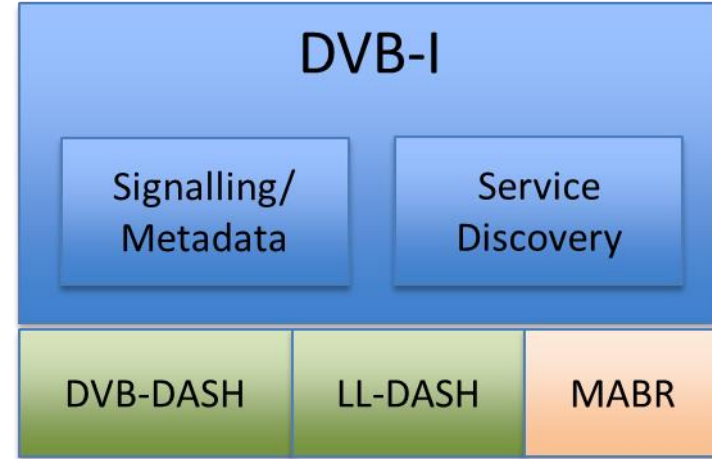 DVB-I
Signalling/
Metadata
Service
Discovery
DVB-DASH
LL-DASH
MABR